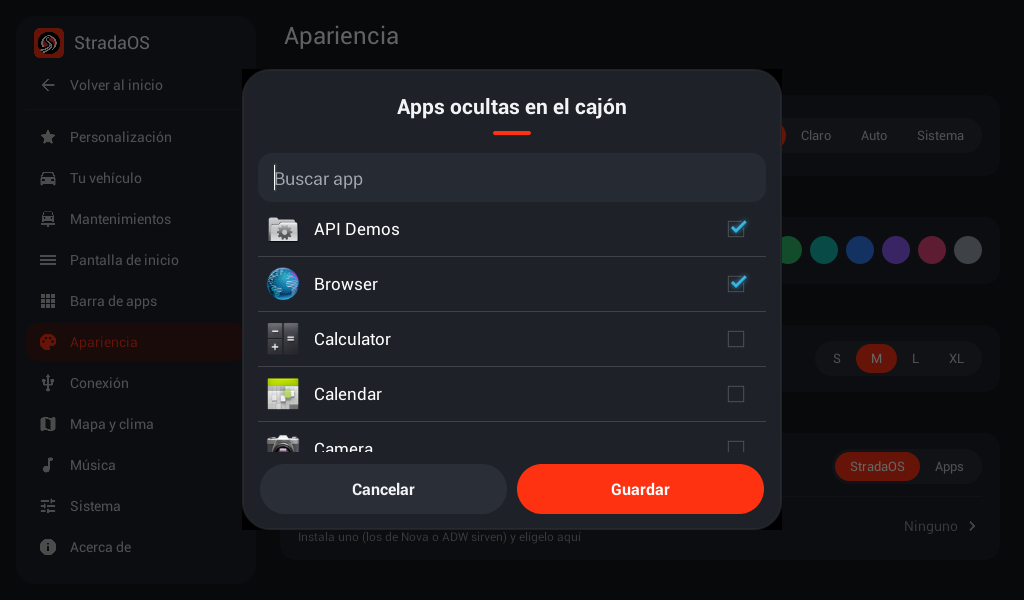 StradaOS
Volver al inicio
Personalización
Tu vehículo
Mantenimientos
Pantalla de inicio
Barra de apps
Apariencia
Conexión
Mapa y clima
Música
Sistema
Acerca de
Apariencia
Claro Auto Sistema
S M L XL
StradaOS Apps
Ninguno
Instala uno (los de Nova o ADW sirven) y elígelo aquí
Apps ocultas en el cajón
Buscar app
API Demos
Browser
Calculator
Calendar
Camera
Cancelar Guardar